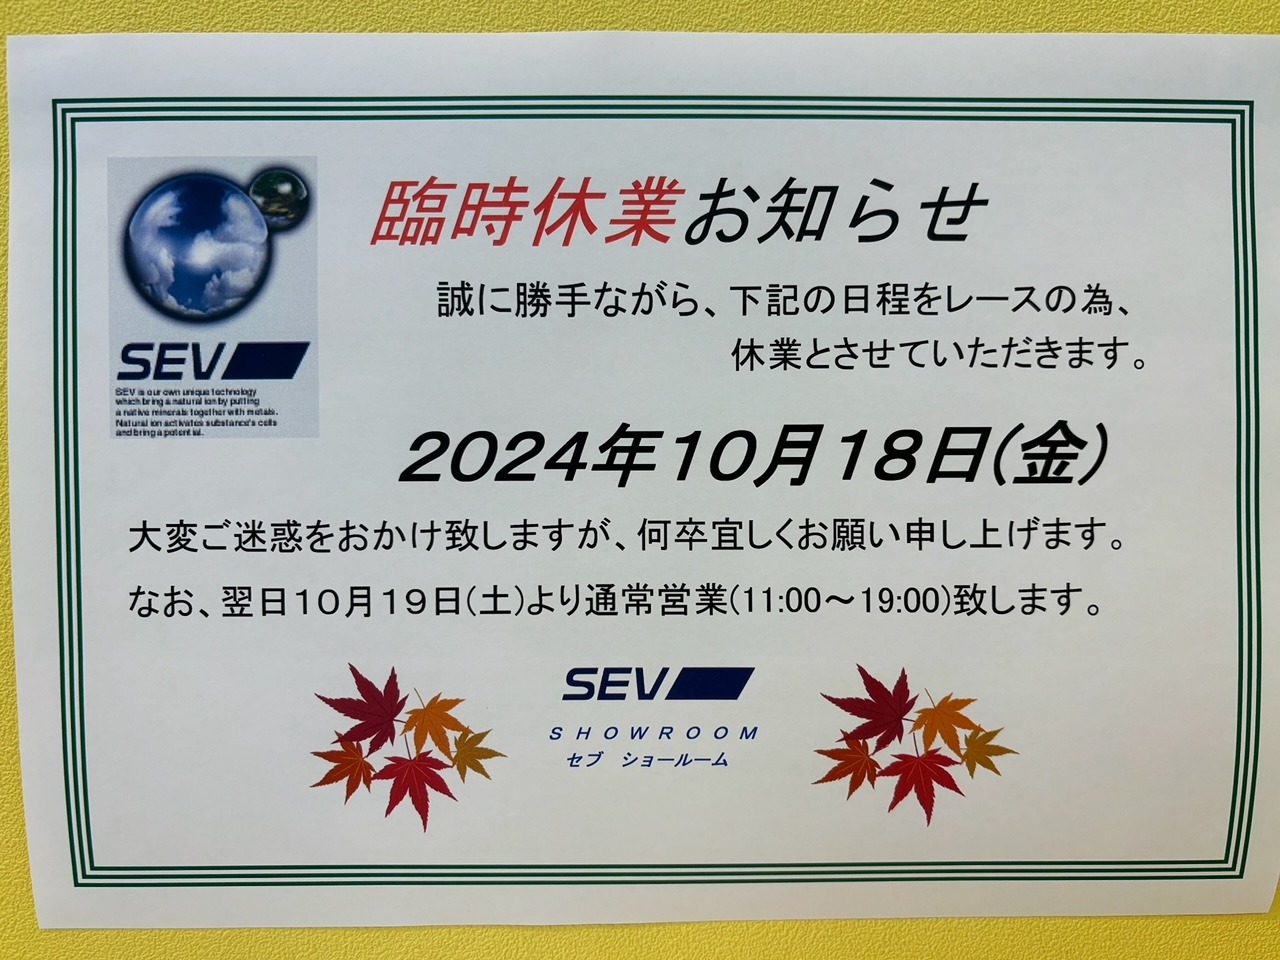 臨時休業お知らせ
誠に勝手ながら、下記の日程をレースの為、
休業とさせていただきます。
SEV
SEV is our own unique technology
which bring a natural ion by putting
a native minerals together with metals.
Natural ion activates substance's cells
and bring a potential.
2024年10月18日(金)
大変ご迷惑をおかけ致しますが、何卒宜しくお願い申し上げます。
なお、翌日10月19日(土)より通常営業(11:00～19:00)致します。
SEV
SHOWROOM
セブ ショールーム